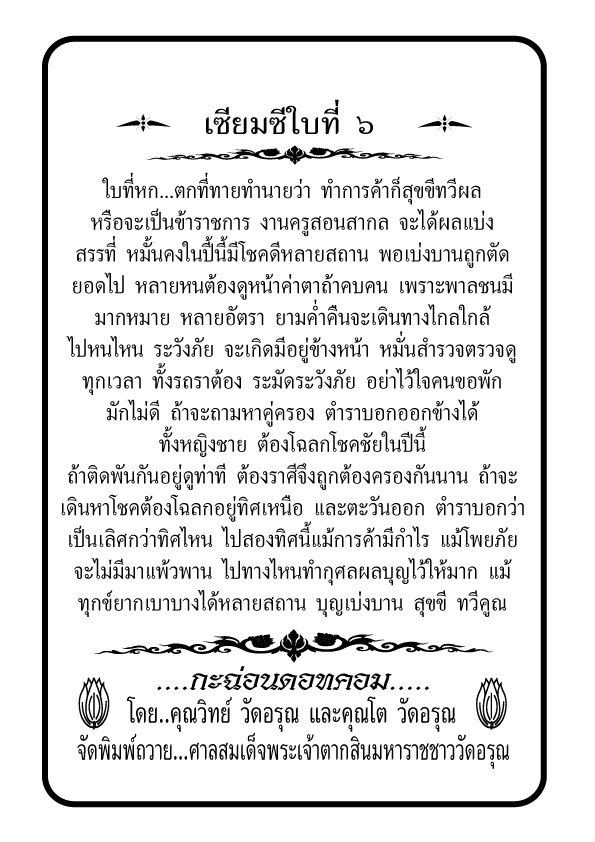 เซียมซีใบที่ ๖
ใบที่หก...ตกที่ทายทำนายว่า ทำการค้าก็สุขขีทวีผล
หรือจะเป็นข้าราชการ งานครูสอนสากล จะได้ผลแบ่ง
สรรที่ หมั้นคงในปี้นี้มีโชคดีหลายสถาน พอเบ่งบานถูกตัด
ยอดไป หลายหนต้องดูหน้าค่าตาถ้าคบคน เพราะพาลชนมี
มากหมาย หลายอัตรา ยามค่ำคืนจะเดินทางไกลใกล้
ไปหนไหน ระวังภัย จะเกิดมีอยู่ข้างหน้า หมั่นสำรวจตรวจดู
ทุกเวลา ทั้งรถราต้อง ระมัดระวังภัย อย่าไว้ใจคนขอพัก
มักไม่ดี ถ้าจะถามหาคู่ครอง ตำราบอกออกข้างได้
ทั้งหญิงชาย ต้องโฉลกโชคชัยในปีนี้
ถ้าติดพันกันอยู่ดูท่าที ต้องราศีจึงถูกต้องครองกันนาน ถ้าจะ
เดินหาโชคต้องโฉลกอยู่ทิศเหนือ และตะวันออก ตำราบอกว่า
เป็นเลิศกว่าทิศไหน ไปสองทิศนี้แม้การค้ามีกำไร แม้โพยภัย
จะไม่มีมาแพ้วพาน ไปทางไหนทำกุศลผลบุญไว้ให้มาก แม้
ทุกข์ยากเบาบางได้หลายสถาน บุญเบ่งบาน สุขขี ทวีคูณ
....กะฉ่อนดอทคอม.....
โดย..คุณวิทย์ วัดอรุณ และคุณโต วัดอรุณ
จัดพิมพ์ถวาย...ศาลสมเด็จพระเจ้าตากสินมหาราชชาววัดอรุณ